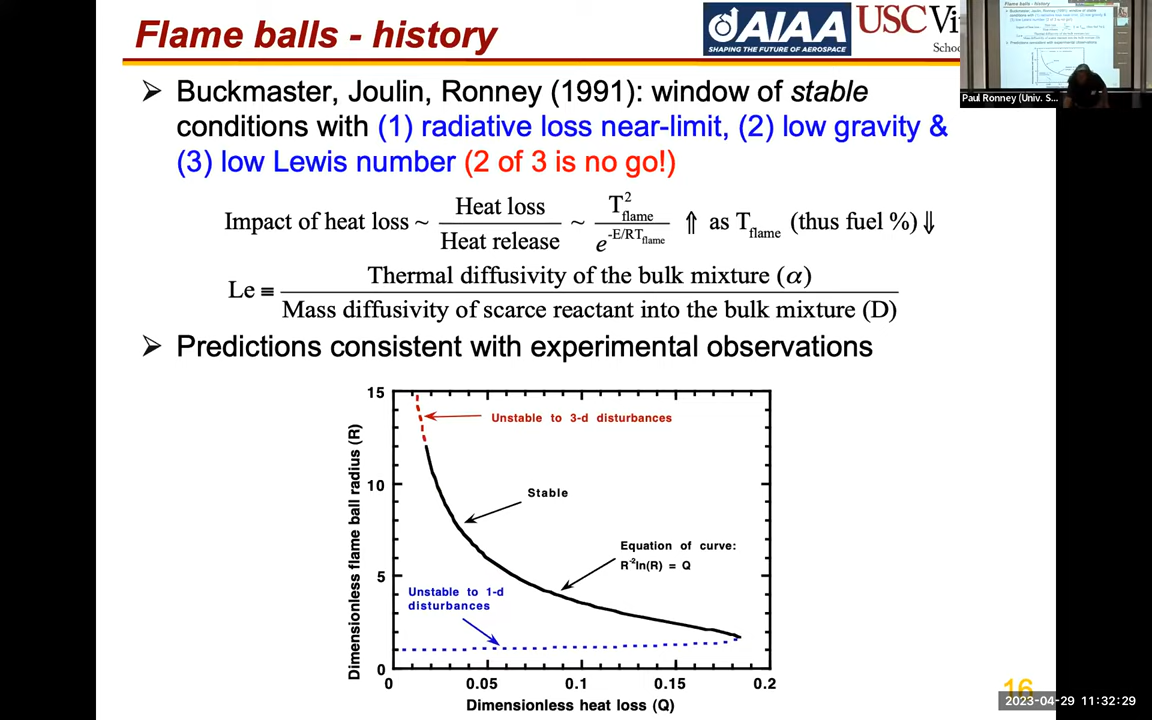 Flame balls - history
AIAA
SHAPING THE FUTURE OF AEROSPACE
USC Vit
School
Paul Ronney (Univ. S...
➢ Buckmaster, Joulin, Ronney (1991): window of stable
conditions with (1) radiative loss near-limit, (2) low gravity &
(3) low Lewis number (2 of 3 is no go!)
Impact of heat loss ~ Heat loss / Heat release ~ T²flame / e^-E/RTflame ⇑ as Tflame (thus fuel %)⇓
Le ≡ Thermal diffusivity of the bulk mixture (α) / Mass diffusivity of scarce reactant into the bulk mixture (D)
➢ Predictions consistent with experimental observations
Dimensionless flame ball radius (R)
15
10
5
0
Unstable to 3-d disturbances
Stable
Equation of curve:
R⁻²ln(R) = Q
Unstable to 1-d
disturbances
0 0.05 0.1 0.15 0.2
Dimensionless heat loss (Q)
16
2023-04-29 11:32:29